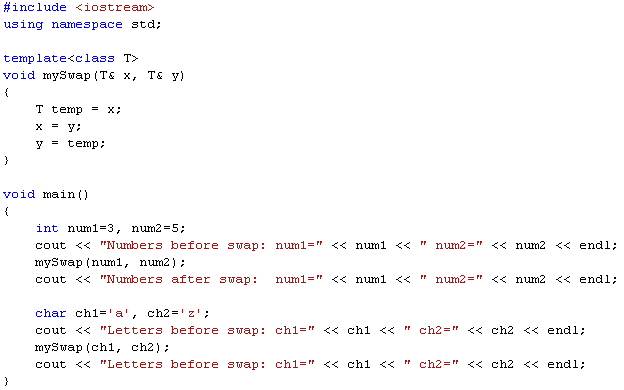 #include <iostream>
using namespace std;
template<class T>
void mySwap(T& x, T& y)
{
    T temp = x;
    x = y;
    y = temp;
}
void main()
{
    int num1=3, num2=5;
    cout << "Numbers before swap: num1=" << num1 << " num2=" << num2 << endl;
    mySwap(num1, num2);
    cout << "Numbers after swap:  num1=" << num1 << " num2=" << num2 << endl;
    char ch1='a', ch2='z';
    cout << "Letters before swap: ch1=" << ch1 << " ch2=" << ch2 << endl;
    mySwap(ch1, ch2);
    cout << "Letters before swap: ch1=" << ch1 << " ch2=" << ch2 << endl;
}